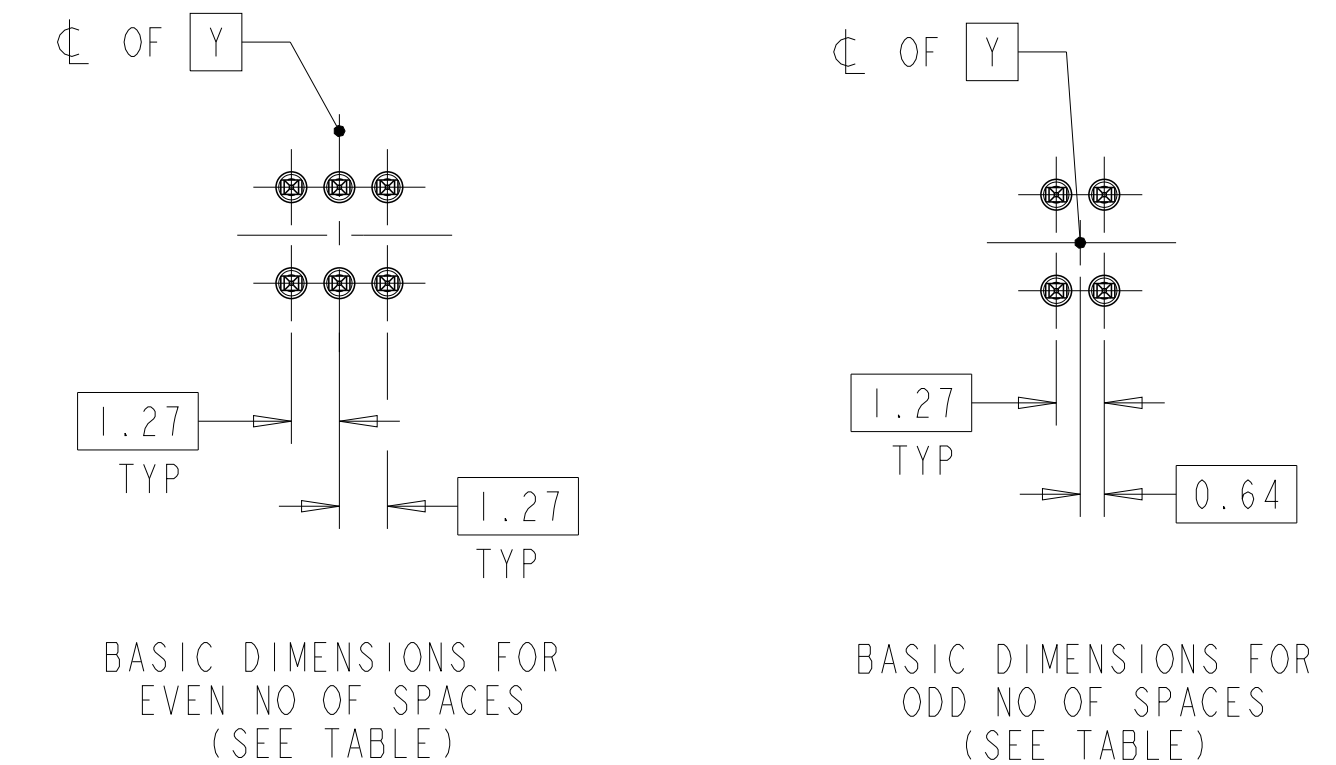 ℄ OF Y
1.27
TYP
1.27
TYP
BASIC DIMENSIONS FOR
EVEN NO OF SPACES
(SEE TABLE)
℄ OF Y
1.27
TYP
0.64
BASIC DIMENSIONS FOR
ODD NO OF SPACES
(SEE TABLE)